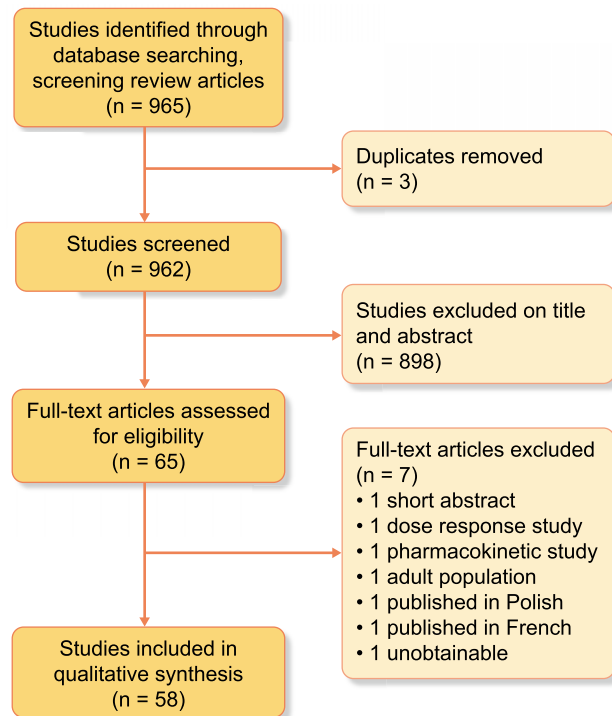 Studies identified through
database searching,
screening review articles
(n = 965)
Duplicates removed
(n = 3)
Studies screened
(n = 962)
Studies excluded on title
and abstract
(n = 898)
Full-text articles assessed
for eligibility
(n = 65)
Full-text articles excluded
(n = 7)
• 1 short abstract
• 1 dose response study
• 1 pharmacokinetic study
• 1 adult population
• 1 published in Polish
• 1 published in French
• 1 unobtainable
Studies included in
qualitative synthesis
(n = 58)